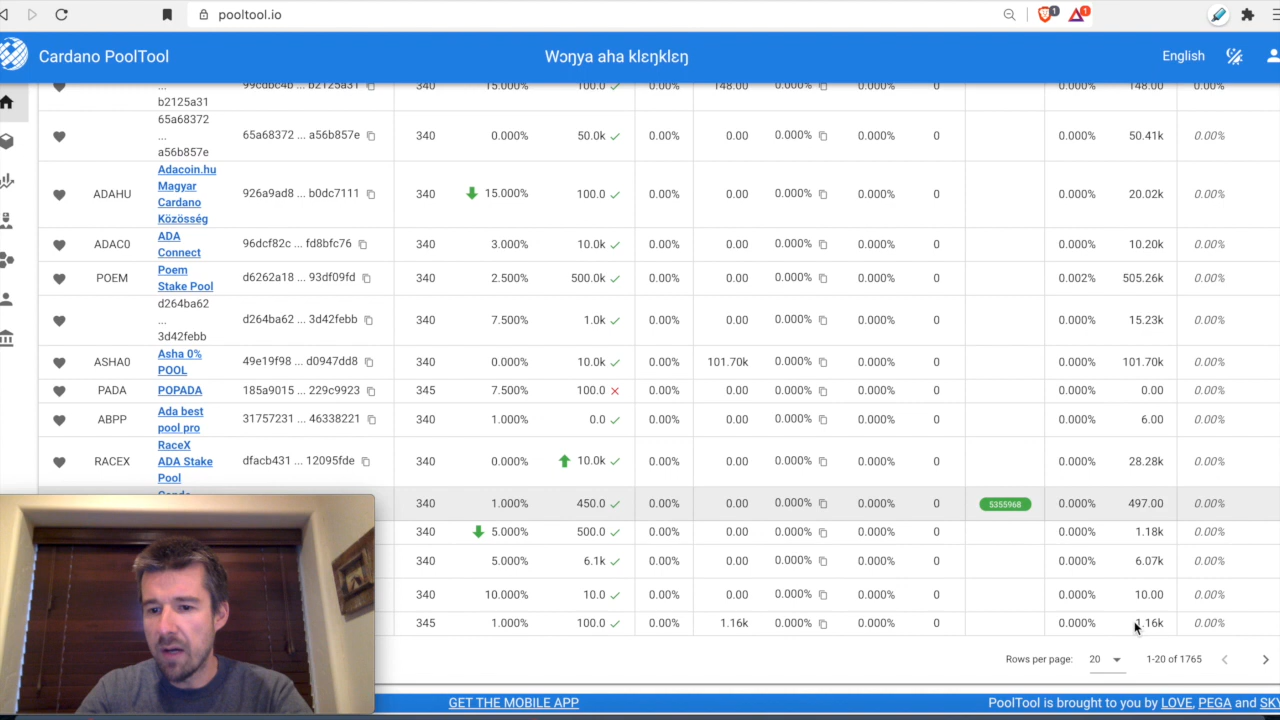 pooltool.io
1
1
Cardano PoolTool
Wɔŋya aha klɛŋklɛŋ
English
99cdbc4b ... b2125a31 340 15.000% 100.0 0.00% 148.00 0.000% 0.000% 0 0.000% 148.00 0.00%
...
b2125a31
65a68372
...
a56b857e
65a68372 ... a56b857e 340 0.000% 50.0k 0.00% 0.00 0.000% 0.000% 0 0.000% 50.41k 0.00%
ADAHU
Adacoin.hu
Magyar
Cardano
Közösség
926a9ad8 ... b0dc7111 340 15.000% 100.0 0.00% 0.00 0.000% 0.000% 0 0.000% 20.02k 0.00%
ADAC0
ADA
Connect
96dcf82c ... fd8bfc76 340 3.000% 10.0k 0.00% 0.00 0.000% 0.000% 0 0.000% 10.20k 0.00%
POEM
Poem
Stake Pool
d6262a18 ... 93df09fd 340 2.500% 500.0k 0.00% 0.00 0.000% 0.000% 0 0.002% 505.26k 0.00%
d264ba62
...
3d42febb
d264ba62 ... 3d42febb 340 7.500% 1.0k 0.00% 0.00 0.000% 0.000% 0 0.000% 15.23k 0.00%
ASHA0
Asha 0%
POOL
49e19f98 ... d0947dd8 340 0.000% 10.0k 0.00% 101.70k 0.000% 0.000% 0 0.000% 101.70k 0.00%
PADA POPADA 185a9015 ... 229c9923 345 7.500% 100.0 0.00% 0.00 0.000% 0.000% 0 0.000% 0.00 0.00%
ABPP
Ada best
pool pro
31757231 ... 46338221 340 1.000% 0.0 0.00% 0.00 0.000% 0.000% 0 0.000% 6.00 0.00%
RACEX
RaceX
ADA Stake
Pool
dfacb431 ... 12095fde 340 0.000% 10.0k 0.00% 0.00 0.000% 0.000% 0 0.000% 28.28k 0.00%
340 1.000% 450.0 0.00% 0.00 0.000% 0.000% 0 5355968 0.000% 497.00 0.00%
340 5.000% 500.0 0.00% 0.00 0.000% 0.000% 0 0.000% 1.18k 0.00%
340 5.000% 6.1k 0.00% 0.00 0.000% 0.000% 0 0.000% 6.07k 0.00%
340 10.000% 10.0 0.00% 0.00 0.000% 0.000% 0 0.000% 10.00 0.00%
345 1.000% 100.0 0.00% 1.16k 0.000% 0.000% 0 0.000% 1.16k 0.00%
Rows per page: 20 1-20 of 1765
GET THE MOBILE APP
PoolTool is brought to you by LOVE, PEGA and SKY